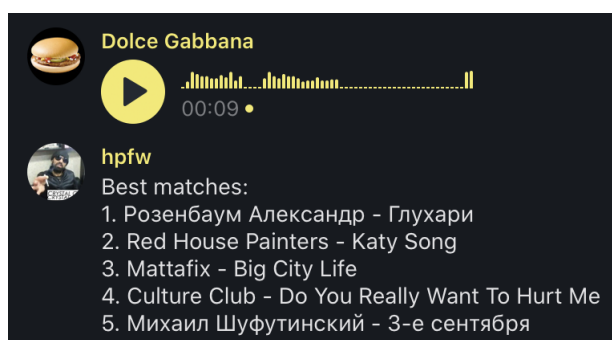 Dolce Gabbana
00:09
hpfw
Best matches:
1. Розенбаум Александр - Глухари
2. Red House Painters - Katy Song
3. Mattafix - Big City Life
4. Culture Club - Do You Really Want To Hurt Me
5. Михаил Шуфутинский - 3-е сентября